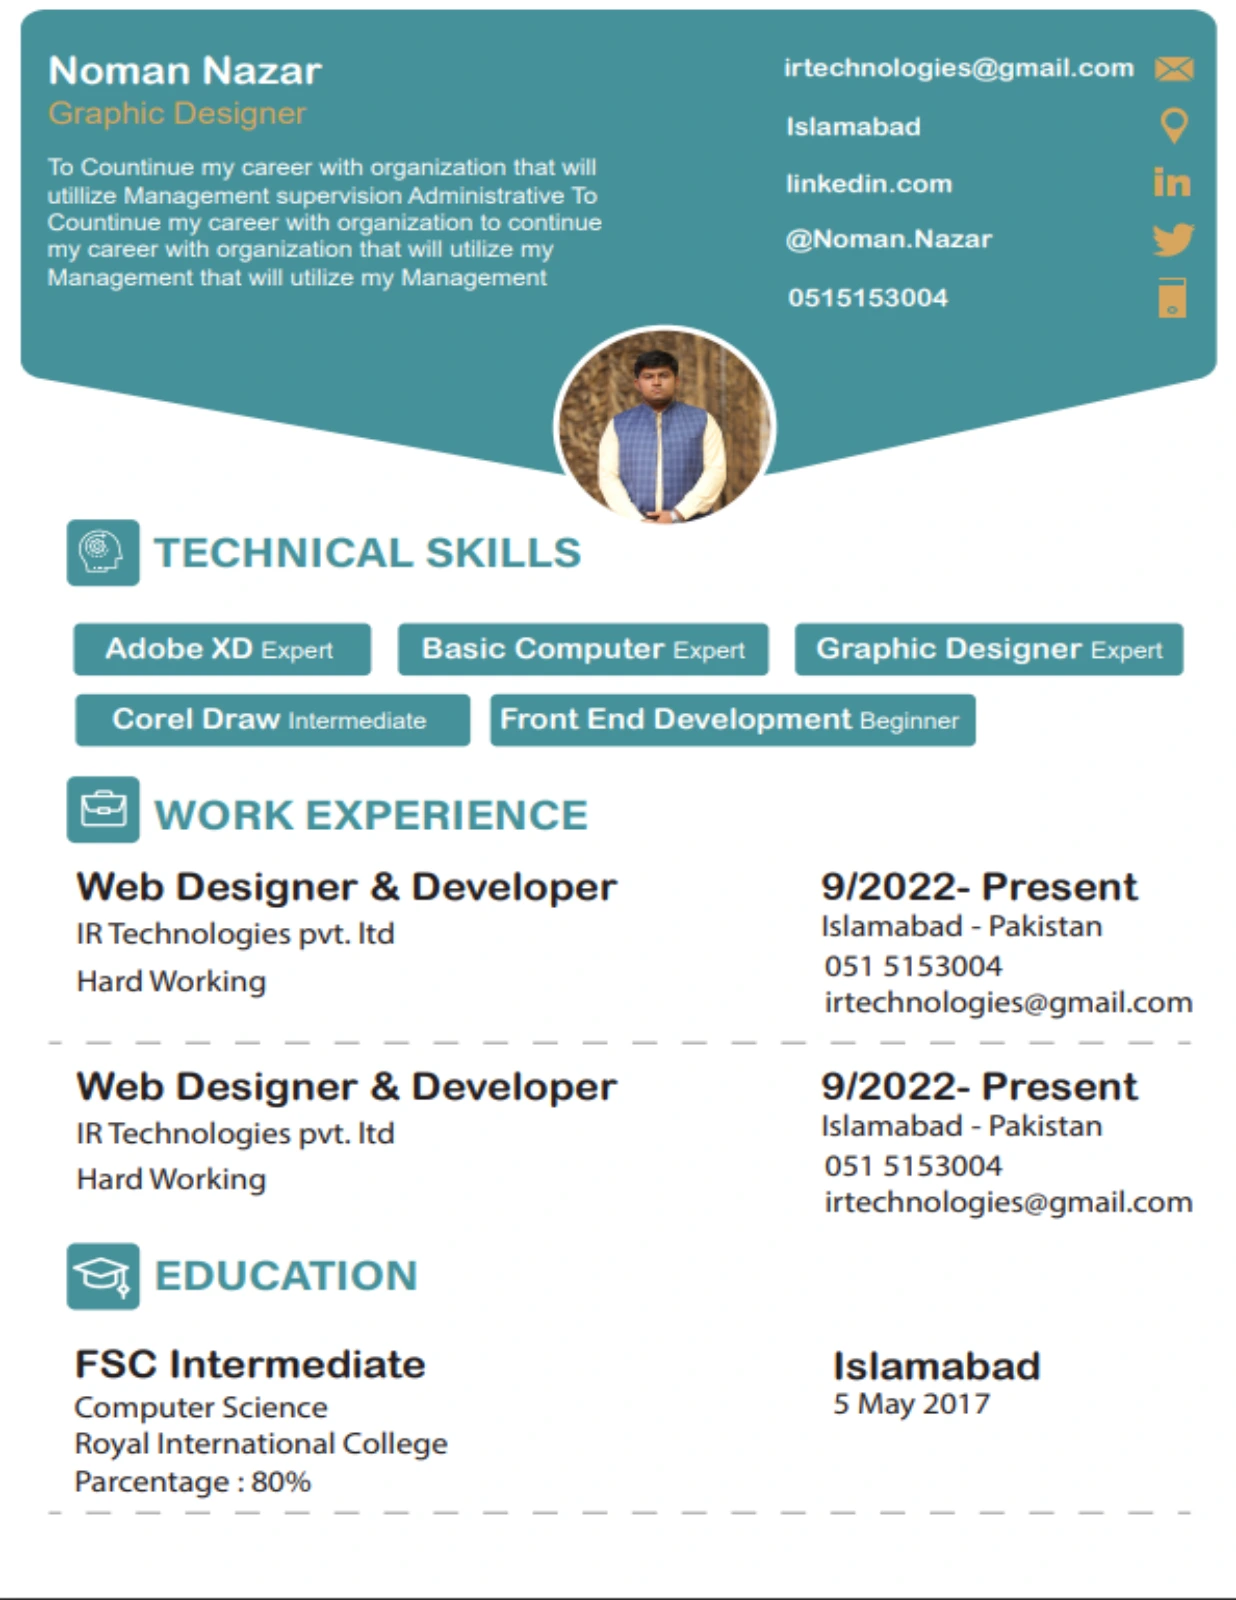 Noman Nazar
Graphic Designer
To Countinue my career with organization that will
utillize Management supervision Administrative To
Countinue my career with organization to continue
my career with organization that will utilize my
Management that will utilize my Management
irtechnologies@gmail.com
Islamabad
linkedin.com
in
@Noman.Nazar
0515153004
TECHNICAL SKILLS
Adobe XD Expert
Basic Computer Expert
Graphic Designer Expert
Corel Draw Intermediate
Front End Development Beginner
WORK EXPERIENCE
Web Designer & Developer
IR Technologies pvt. ltd
Hard Working
9/2022- Present
Islamabad - Pakistan
051 5153004
irtechnologies@gmail.com
Web Designer & Developer
IR Technologies pvt. ltd
Hard Working
9/2022- Present
Islamabad - Pakistan
051 5153004
irtechnologies@gmail.com
EDUCATION
FSC Intermediate
Computer Science
Royal International College
Parcentage : 80%
Islamabad
5 May 2017